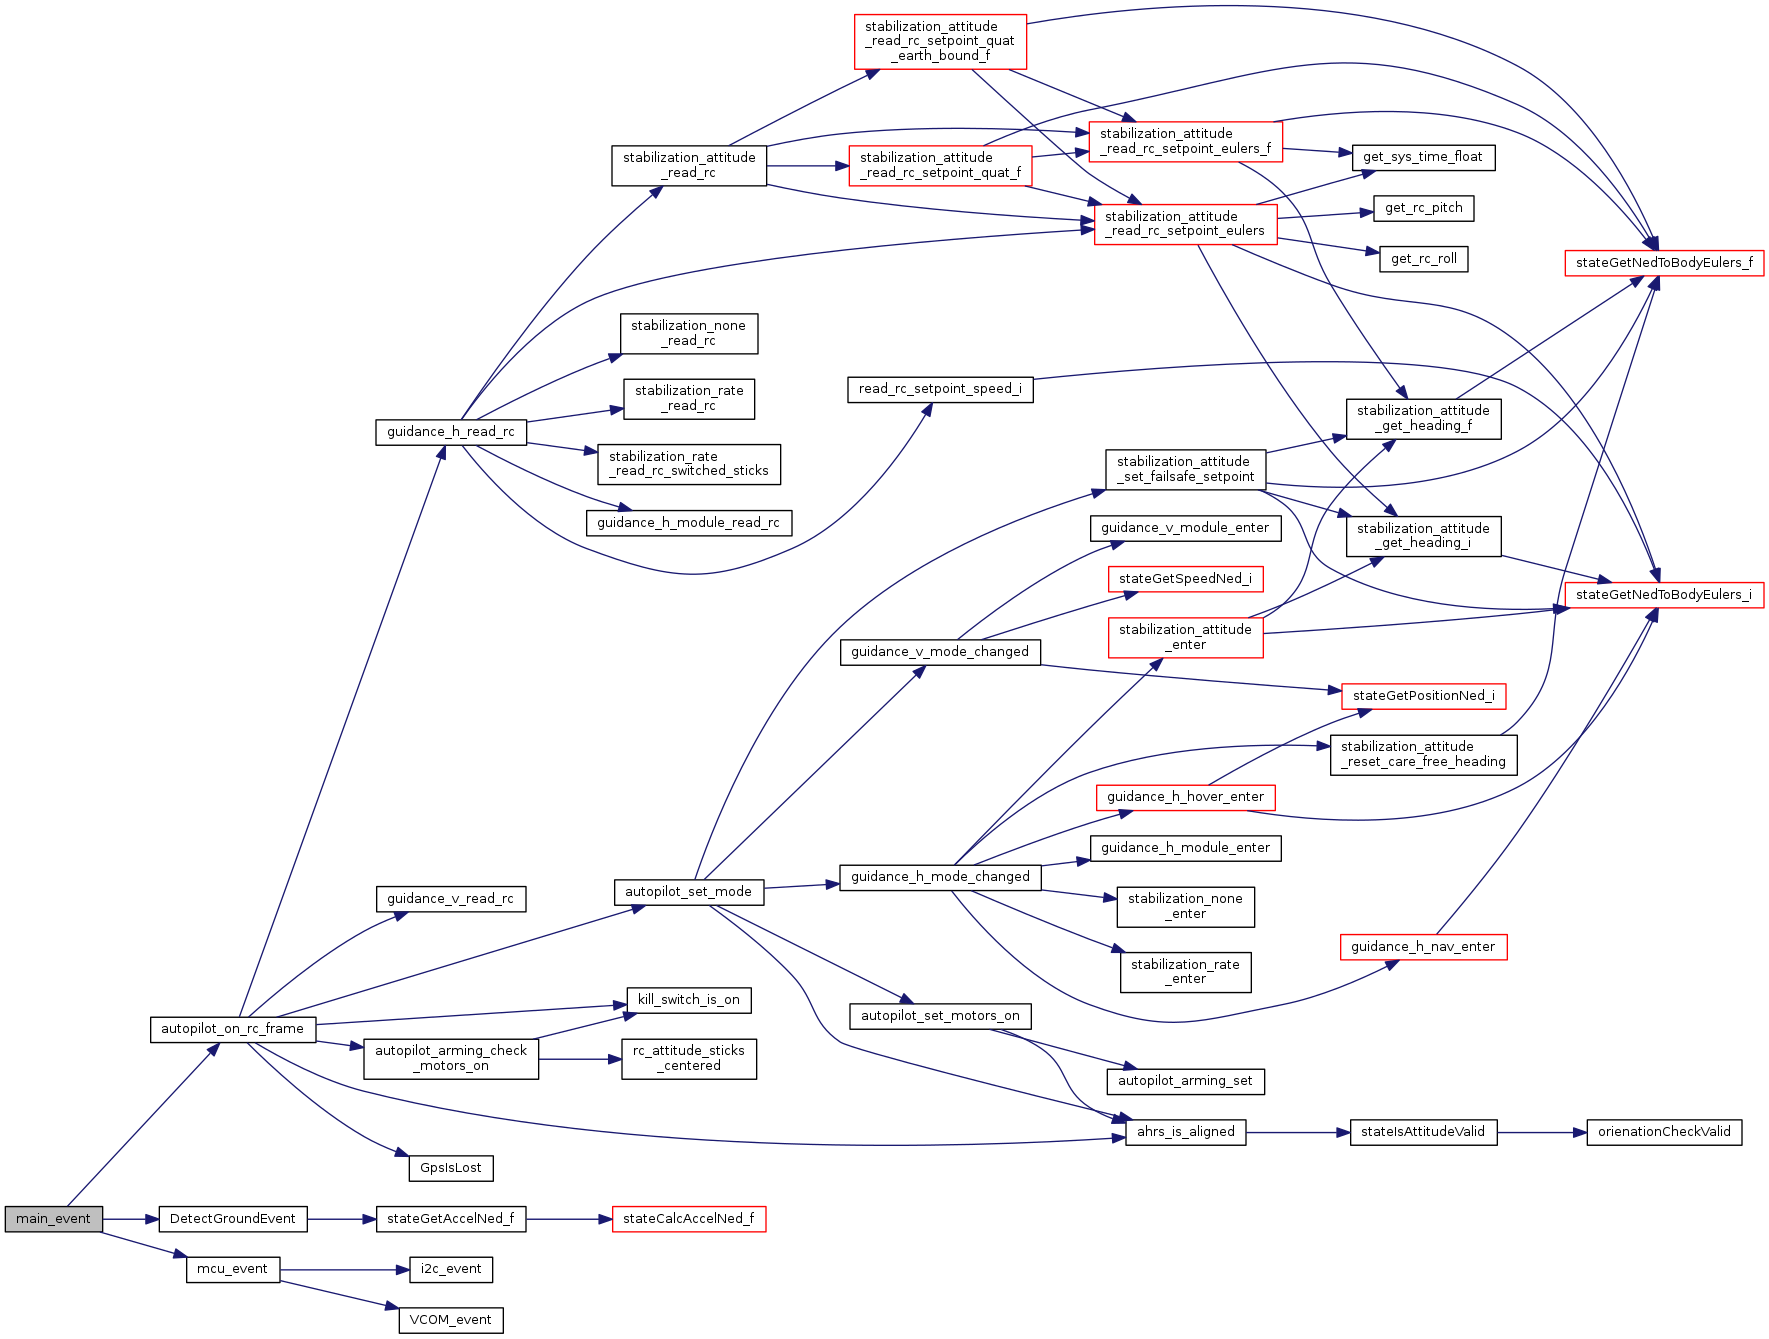 stabilization_attitude
_read_rc_setpoint_quat
_earth_bound_f
stabilization_attitude
_read_rc_setpoint_eulers_f
stabilization_attitude
_read_rc
stabilization_attitude
_read_rc_setpoint_quat_f
get_sys_time_float
get_rc_pitch
stabilization_attitude
_read_rc_setpoint_eulers
get_rc_roll
stateGetNedToBodyEulers_f
stabilization_none
_read_rc
stabilization_rate
_read_rc
read_rc_setpoint_speed_i
guidance_h_read_rc
stabilization_attitude
_get_heading_f
stabilization_rate
_read_rc_switched_sticks
stabilization_attitude
_set_failsafe_setpoint
guidance_h_module_read_rc
guidance_v_module_enter
stabilization_attitude
_get_heading_i
stateGetSpeedNed_i
stateGetNedToBodyEulers_i
guidance_v_mode_changed
stabilization_attitude
_enter
stateGetPositionNed_i
stabilization_attitude
_reset_care_free_heading
guidance_h_hover_enter
guidance_h_module_enter
guidance_h_mode_changed
autopilot_set_mode
guidance_v_read_rc
stabilization_none
_enter
guidance_h_nav_enter
stabilization_rate
_enter
kill_switch_is_on
autopilot_set_motors_on
autopilot_on_rc_frame
autopilot_arming_check
_motors_on
rc_attitude_sticks
_centered
autopilot_arming_set
ahrs_is_aligned
stateIsAttitudeValid
orienationCheckValid
GpsIsLost
main_event
DetectGroundEvent
stateGetAccelNed_f
stateCalcAccelNed_f
mcu_event
i2c_event
VCOM_event